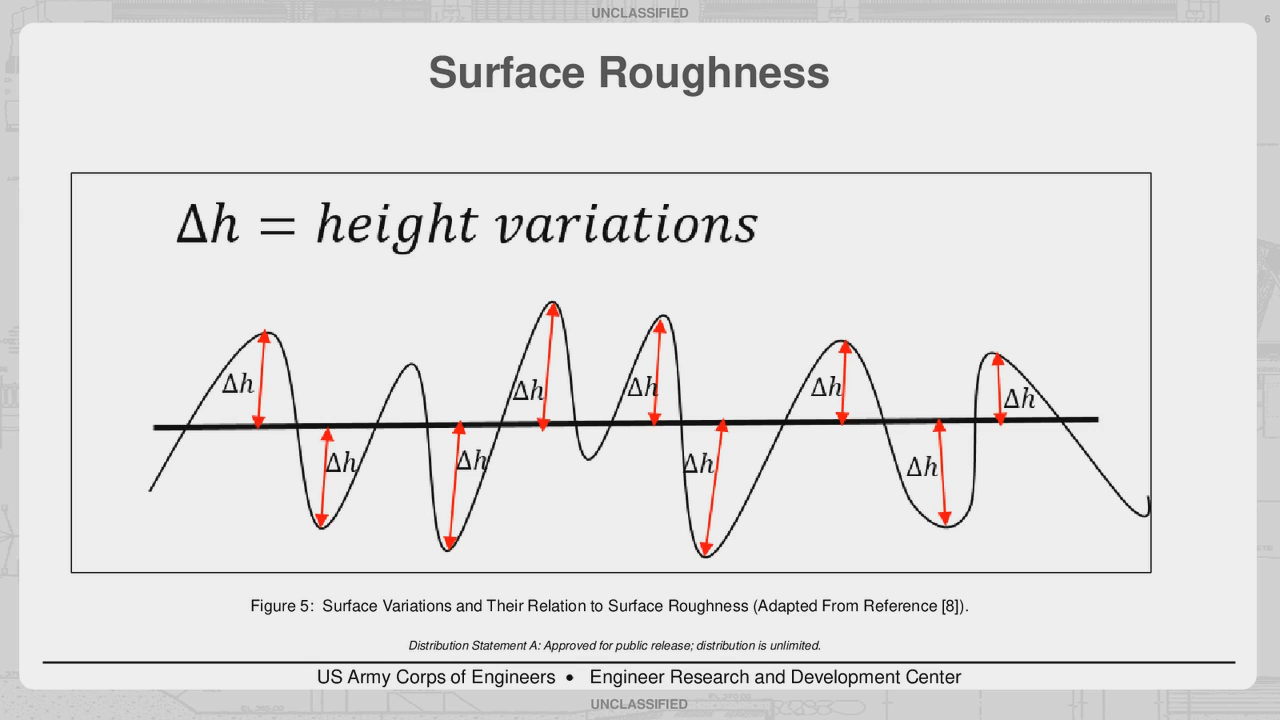 UNCLASSIFIED
6
Surface Roughness
Δh = height variations
Δh
Δh
Δh
Δh
Δh
Δh
Δh
Δh
Δh
Figure 5: Surface Variations and Their Relation to Surface Roughness (Adapted From Reference [8]).
Distribution Statement A: Approved for public release; distribution is unlimited.
US Army Corps of Engineers • Engineer Research and Development Center
UNCLASSIFIED